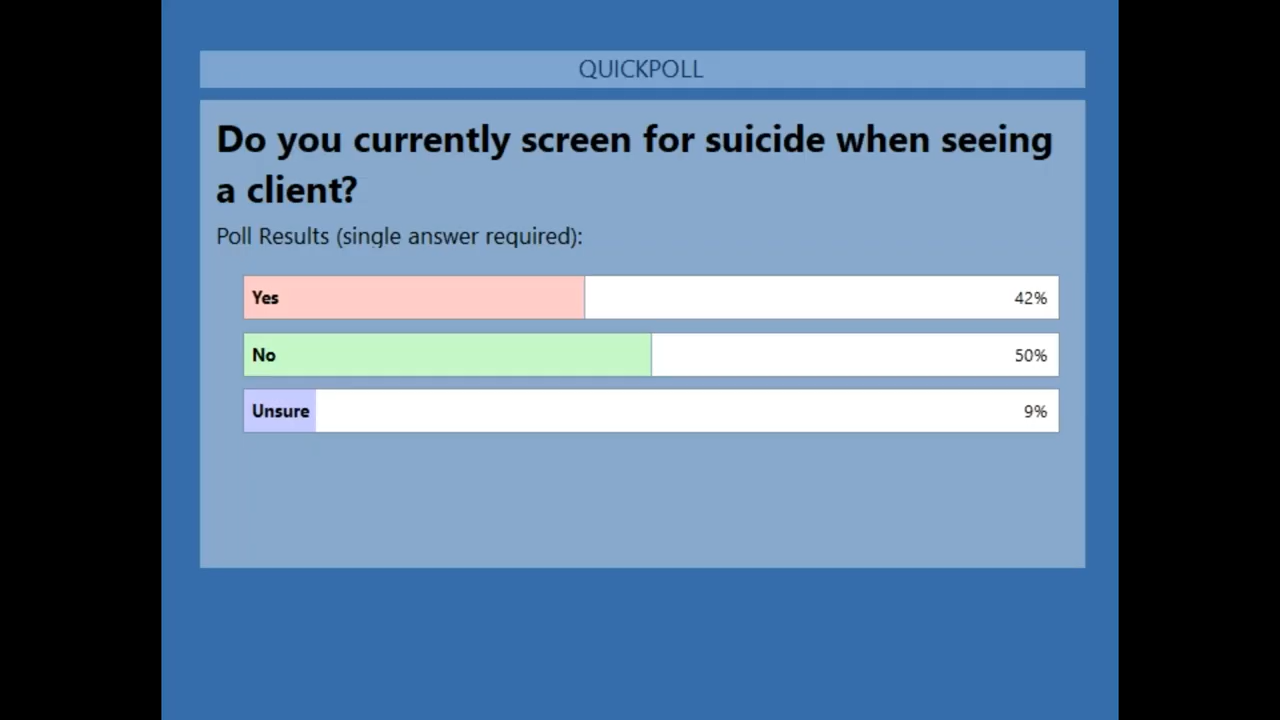 QUICKPOLL
Do you currently screen for suicide when seeing
a client?
Poll Results (single answer required):
Yes 42%
No 50%
Unsure 9%